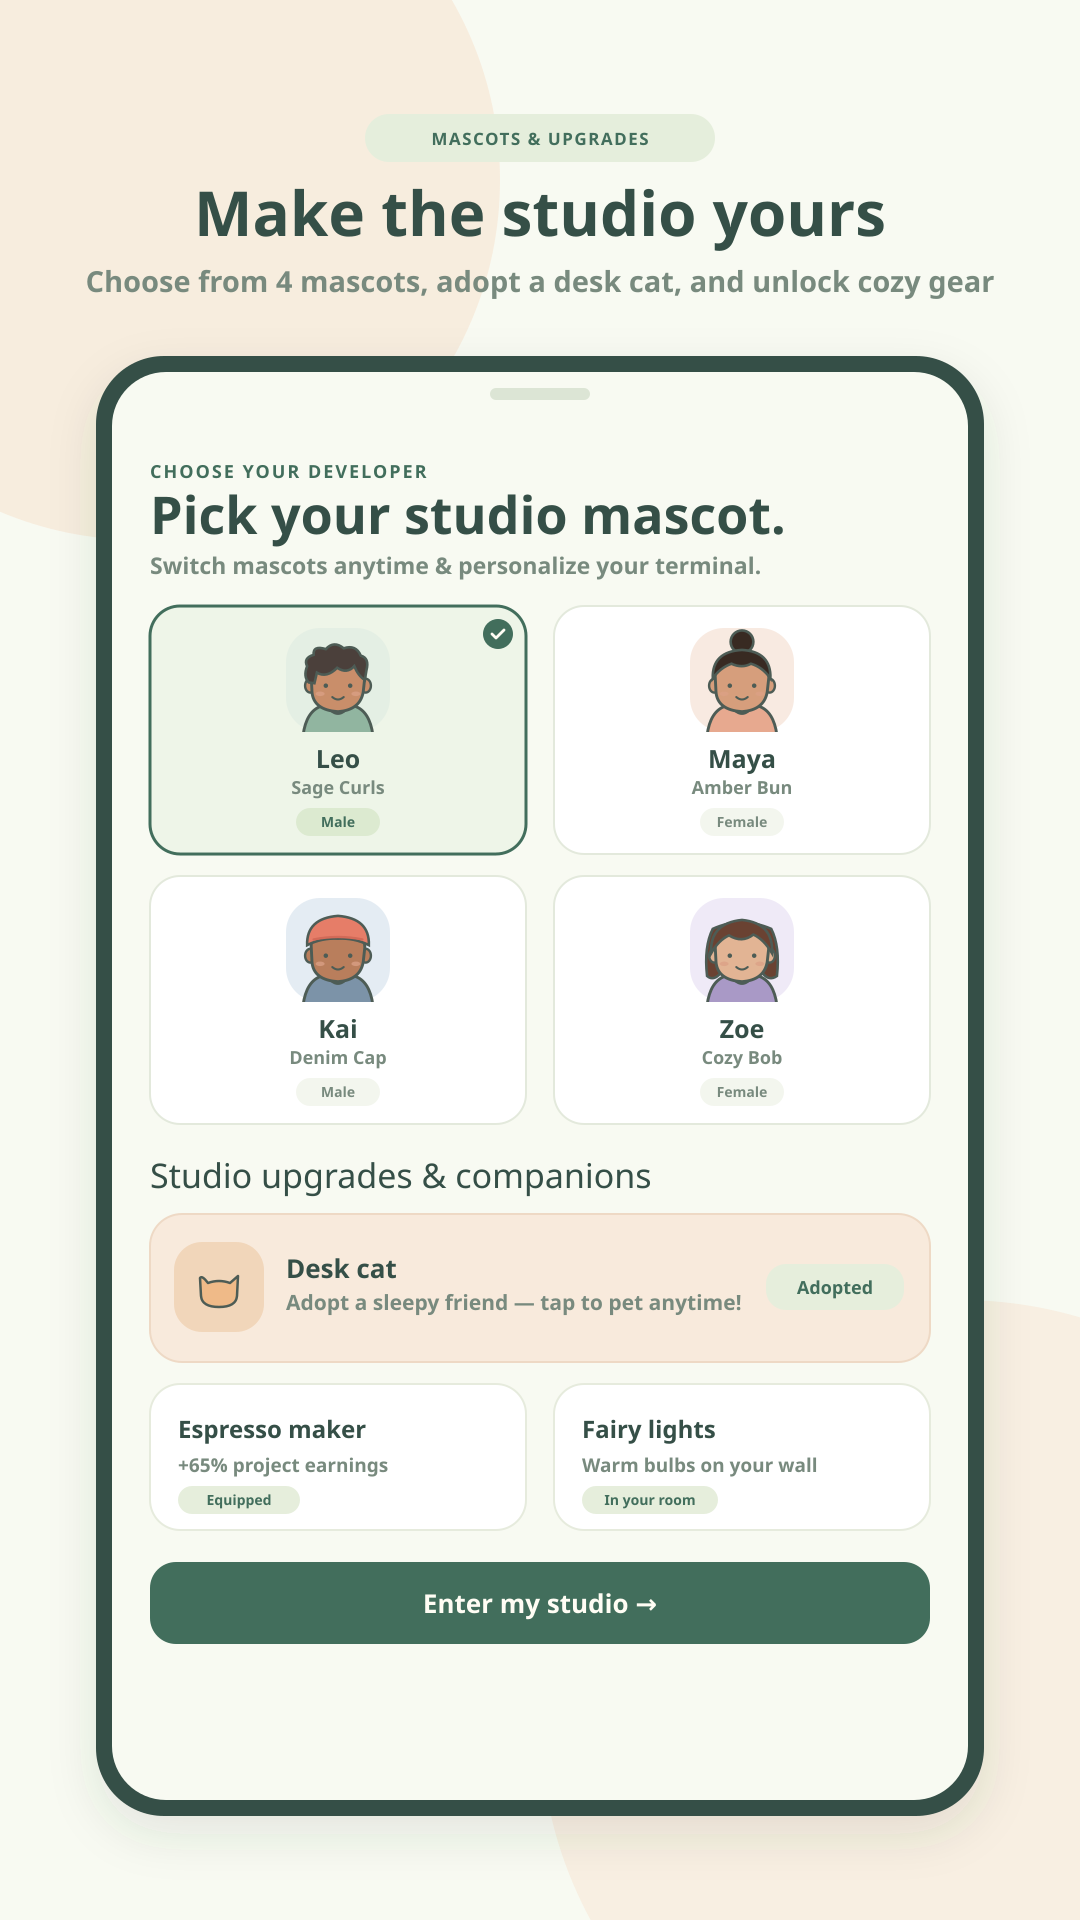 MASCOTS & UPGRADES
Make the studio yours
Choose from 4 mascots, adopt a desk cat, and unlock cozy gear
CHOOSE YOUR DEVELOPER
Pick your studio mascot.
Switch mascots anytime & personalize your terminal.
Leo
Sage Curls
Male
Maya
Amber Bun
Female
Kai
Denim Cap
Male
Zoe
Cozy Bob
Female
Studio upgrades & companions
Desk cat
Adopt a sleepy friend — tap to pet anytime!
Adopted
Espresso maker
+65% project earnings
Equipped
Fairy lights
Warm bulbs on your wall
In your room
Enter my studio →